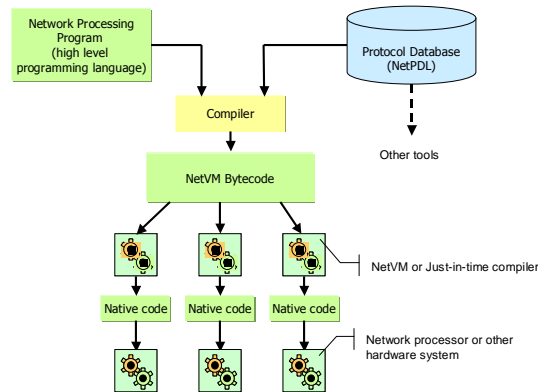 Network Processing
Program
(high level
programming language)
Protocol Database
(NetPDL)
Compiler
Other tools
NetVM Bytecode
NetVM or Just-in-time compiler
Native code
Native code
Native code
Network processor or other
hardware system